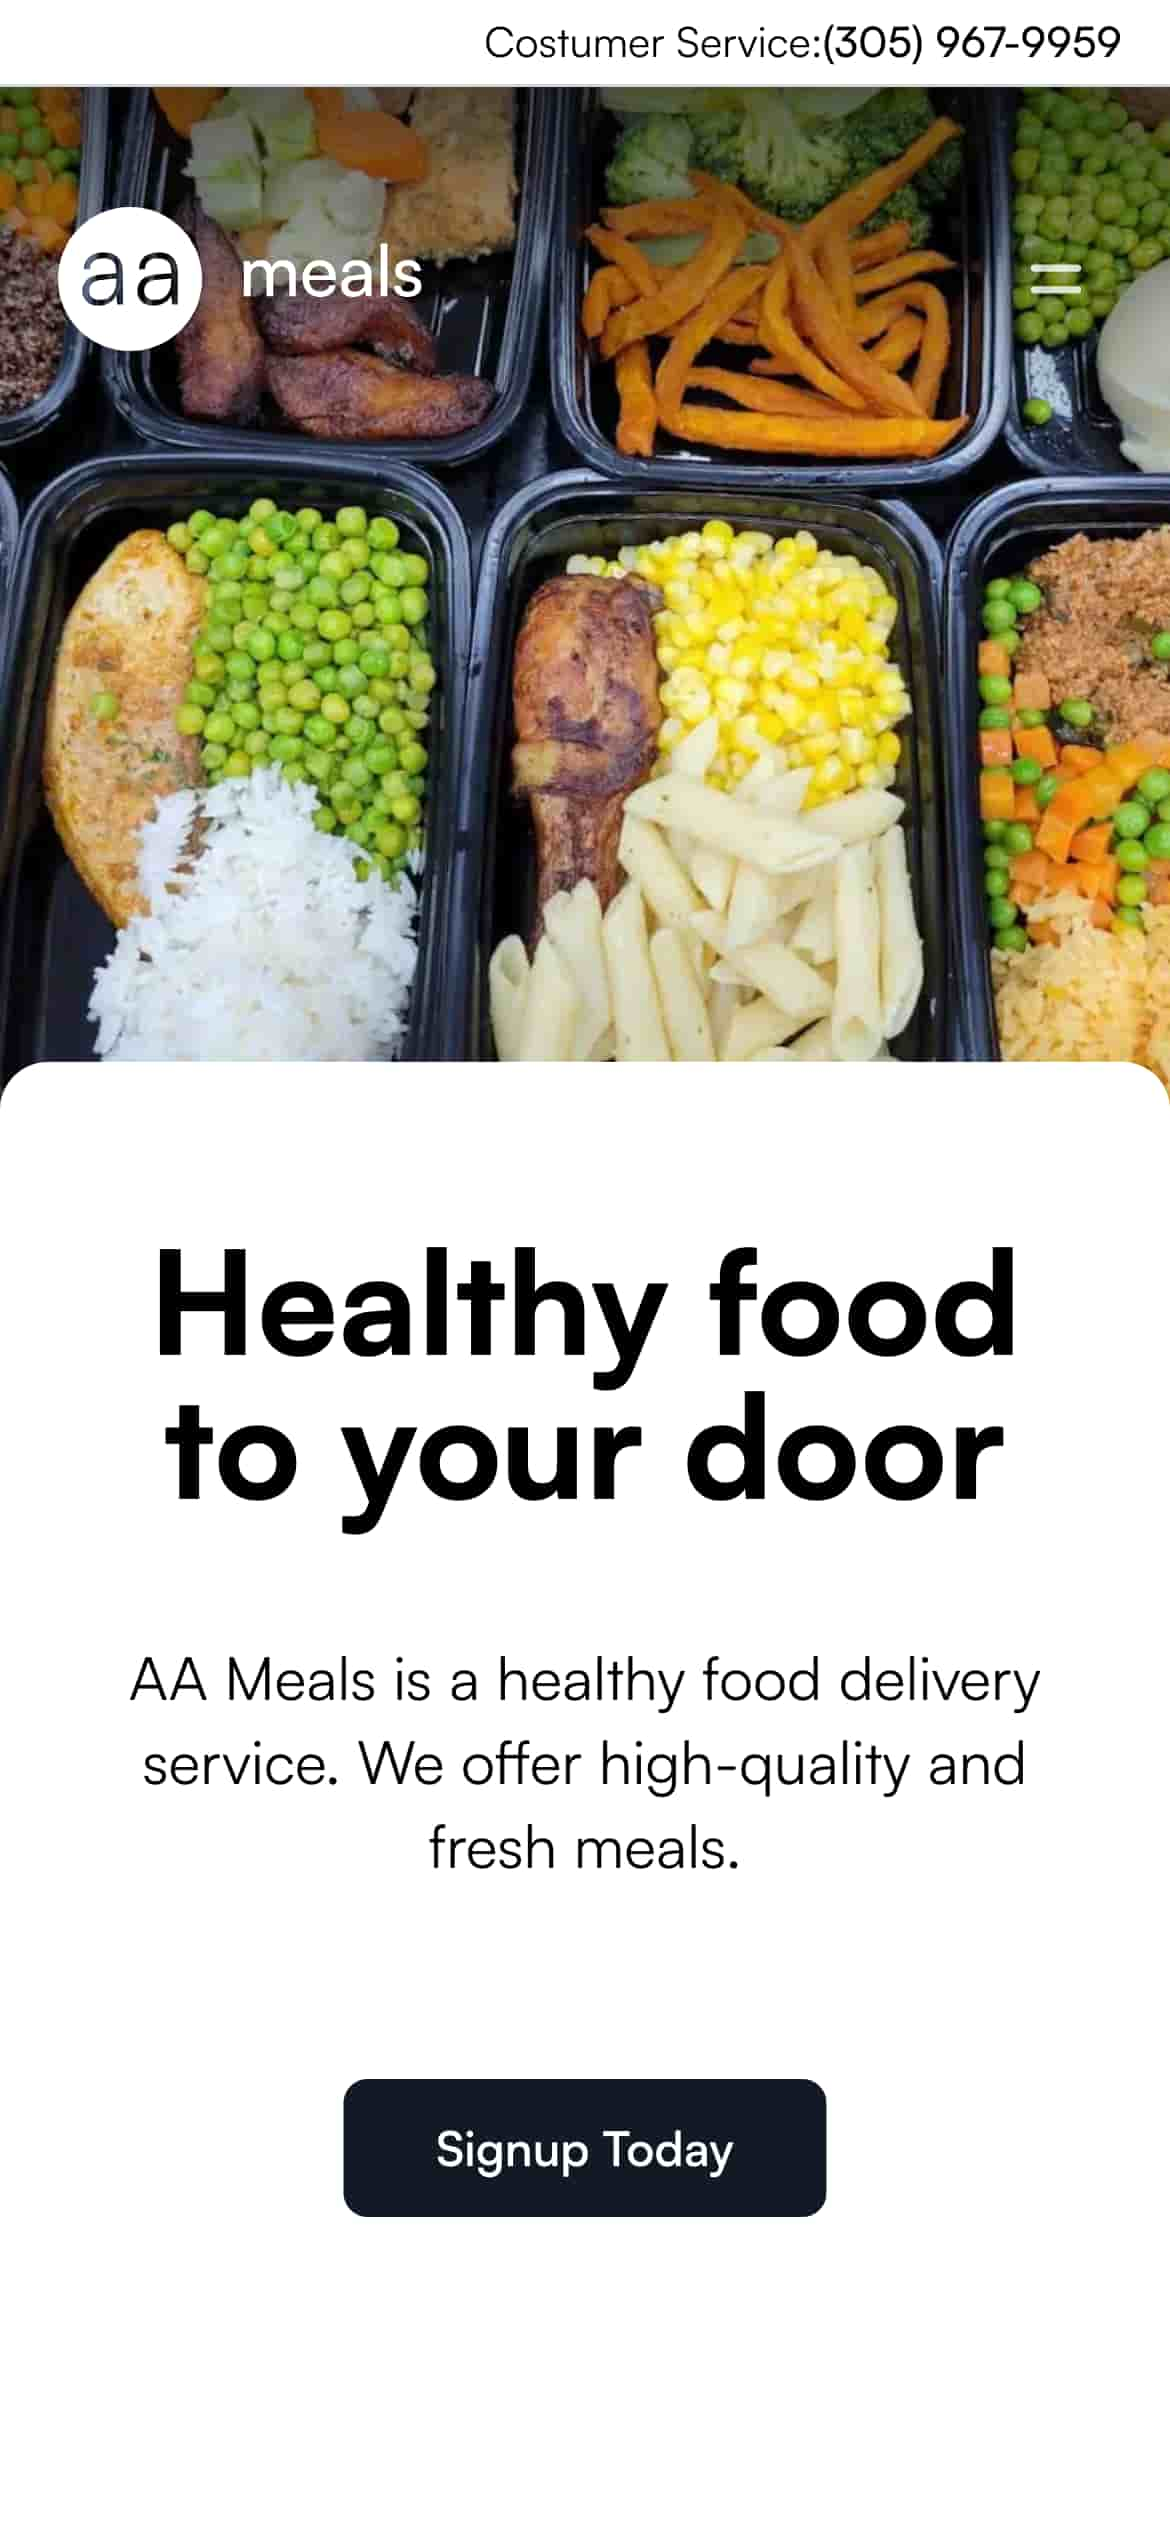 Costumer Service:(305) 967-9959
aa meals
Healthy food
to your door
AA Meals is a healthy food delivery
service. We offer high-quality and
fresh meals.
Signup Today